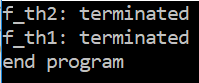 f_th2: terminated
f_th1: terminated
end program